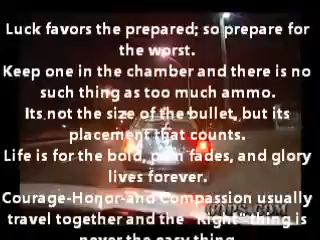 Luck favors the prepared; so prepare for
the worst.
Keep one in the chamber and there is no
such thing as too much ammo.
Its not the size of the bullet, but its
placement that counts.
Life is for the bold, pain fades, and glory
lives forever.
Courage-Honor-and Compassion usually
travel together and the "Right" thing is
never the easy thing